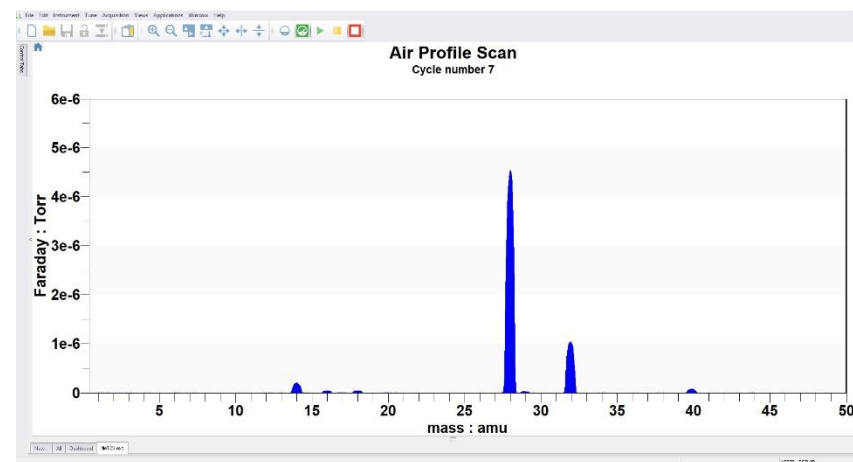 File Edit Instrument Tune Acquisition Views Applications Window Help
Air Profile Scan
Cycle number 7
6e-6
5e-6
4e-6
3e-6
2e-6
1e-6
0
Faraday : Torr
5 10 15 20 25 30 35 40 45 50
mass : amu
All Dashboard